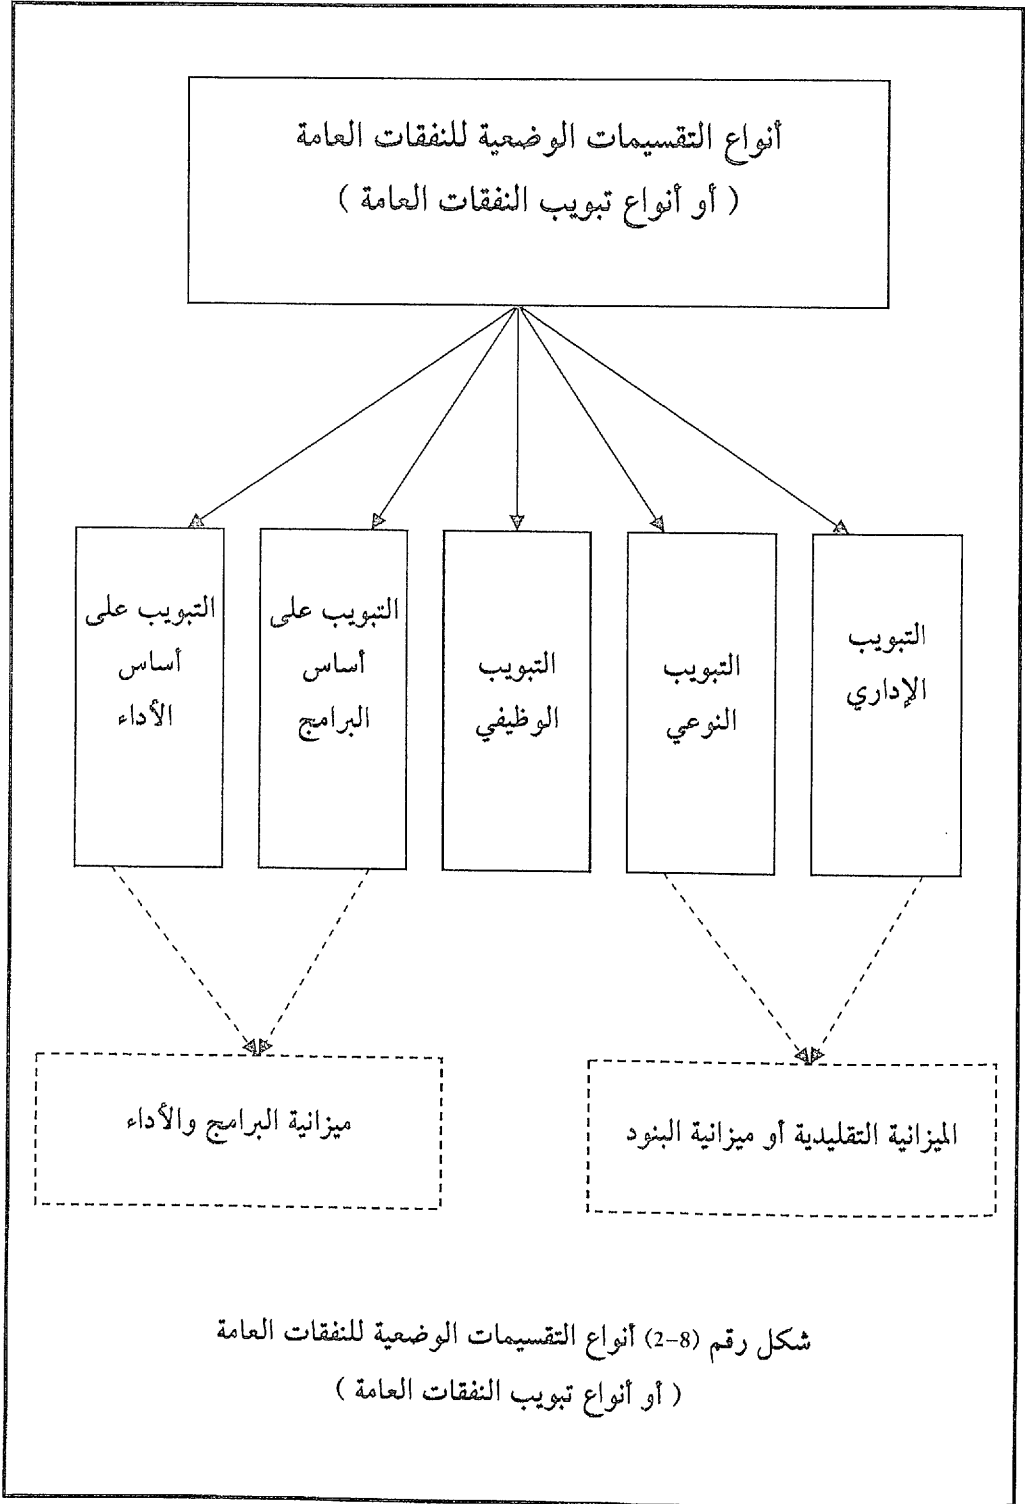 أنواع التقسيمات الوضعية للنفقات العامة
( أو أنواع تبويب النفقات العامة )
التبويب
الإداري
التبويب
النوعي
التبويب
الوظيفي
التبويب على
أساس
البرامج
التبويب على
أساس
الأداء
الميزانية التقليدية أو ميزانية البنود
ميزانية البرامج والأداء
شكل رقم (8-2) أنواع التقسيمات الوضعية للنفقات العامة
( أو أنواع تبويب النفقات العامة )